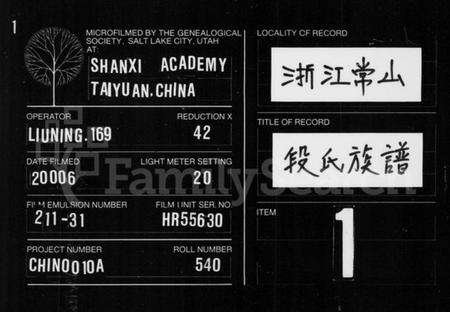 1
MICROFILMED BY THE GENEALOGICAL
SOCIETY, SALT LAKE CITY, UTAH
AT:
SHANXI ACADEMY
TAIYUAN.CHINA
OPERATOR REDUCTION X
LIUNING.169 42
DATE FILMED LIGHT METER SETTING
20006 20
FILM EMULSION NUMBER FILM UNIT SER. NO.
211-31 HR55630
PROJECT NUMBER ROLL NUMBER
CHINO010A 540
LOCALITY OF RECORD
浙江常山
TITLE OF RECORD
段氏族譜
ITEM
1
FamilySearch